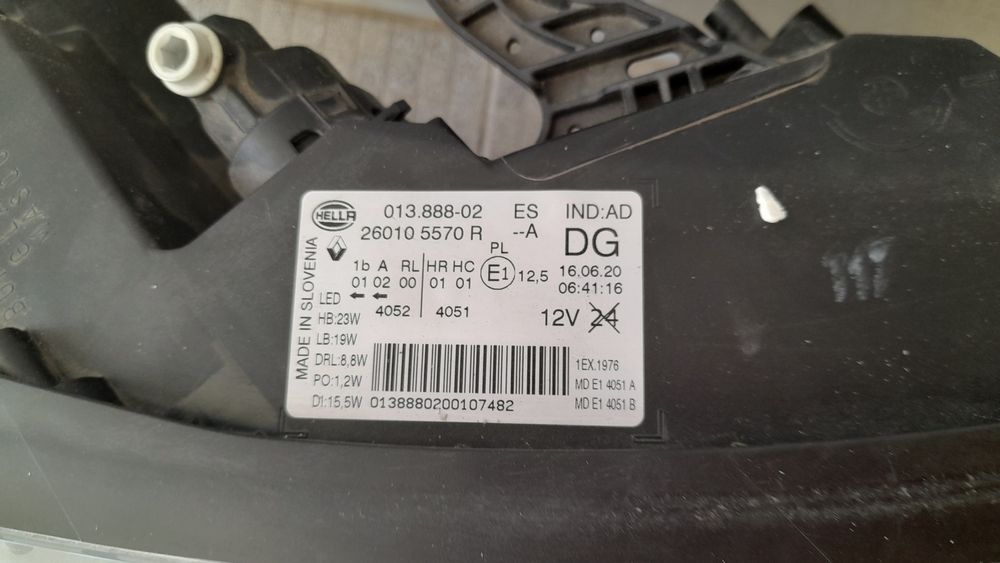 HELLA 013.888-02 ES IND:AD
26010 5570 R --A DG
MADE IN SLOVENIA
1b A RL HR HC PL
01 02 00 01 01 E1 12,5 16.06.20
06:41:16
LED ← ←
4052 4051
HB:23W 12V 24
LB:19W
DRL:8,8W 1EX.1976
PO:1,2W MD E1 4051 A
DI:15,5W 0138880200107482 MD E1 4051 B